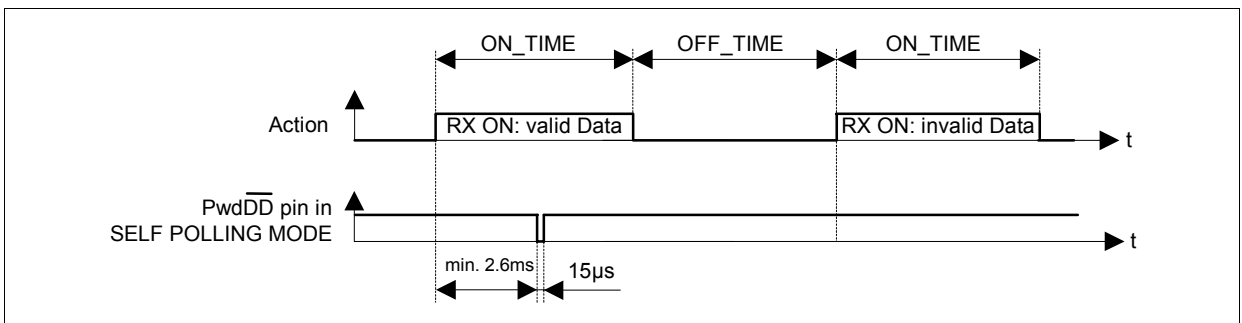 ON_TIME OFF_TIME ON_TIME
Action RX ON: valid Data RX ON: invalid Data t
PwdD̅D̅ pin in
SELF POLLING MODE t
min. 2.6ms 15µs